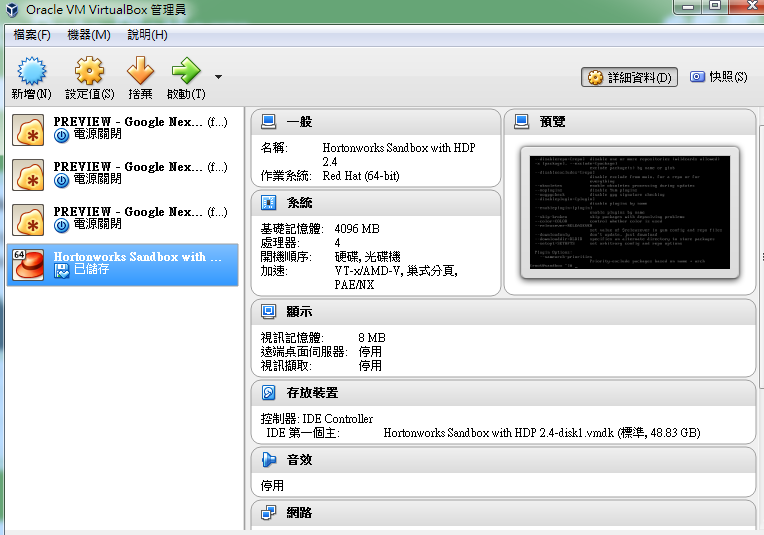 Oracle VM VirtualBox 管理員
檔案(F) 機器(M) 說明(H)
新增(N) 設定值(S) 捨棄 啟動(T) 詳細資料(D) 快照(S)
PREVIEW - Google Nex... (f...)
電源關閉
PREVIEW - Google Nex... (f...)
電源關閉
PREVIEW - Google Nex... (f...)
電源關閉
64
Hortonworks Sandbox with ...
已儲存
一般
名稱: Hortonworks Sandbox with HDP
2.4
作業系統: Red Hat (64-bit)
預覽
系統
基礎記憶體: 4096 MB
處理器: 4
開機順序: 硬碟, 光碟機
加速: VT-x/AMD-V, 巢式分頁,
PAE/NX
顯示
視訊記憶體: 8 MB
遠端桌面伺服器: 停用
視訊擷取: 停用
存放裝置
控制器: IDE Controller
IDE 第一個主: Hortonworks Sandbox with HDP 2.4-disk1.vmdk (標準, 48.83 GB)
音效
停用
網路